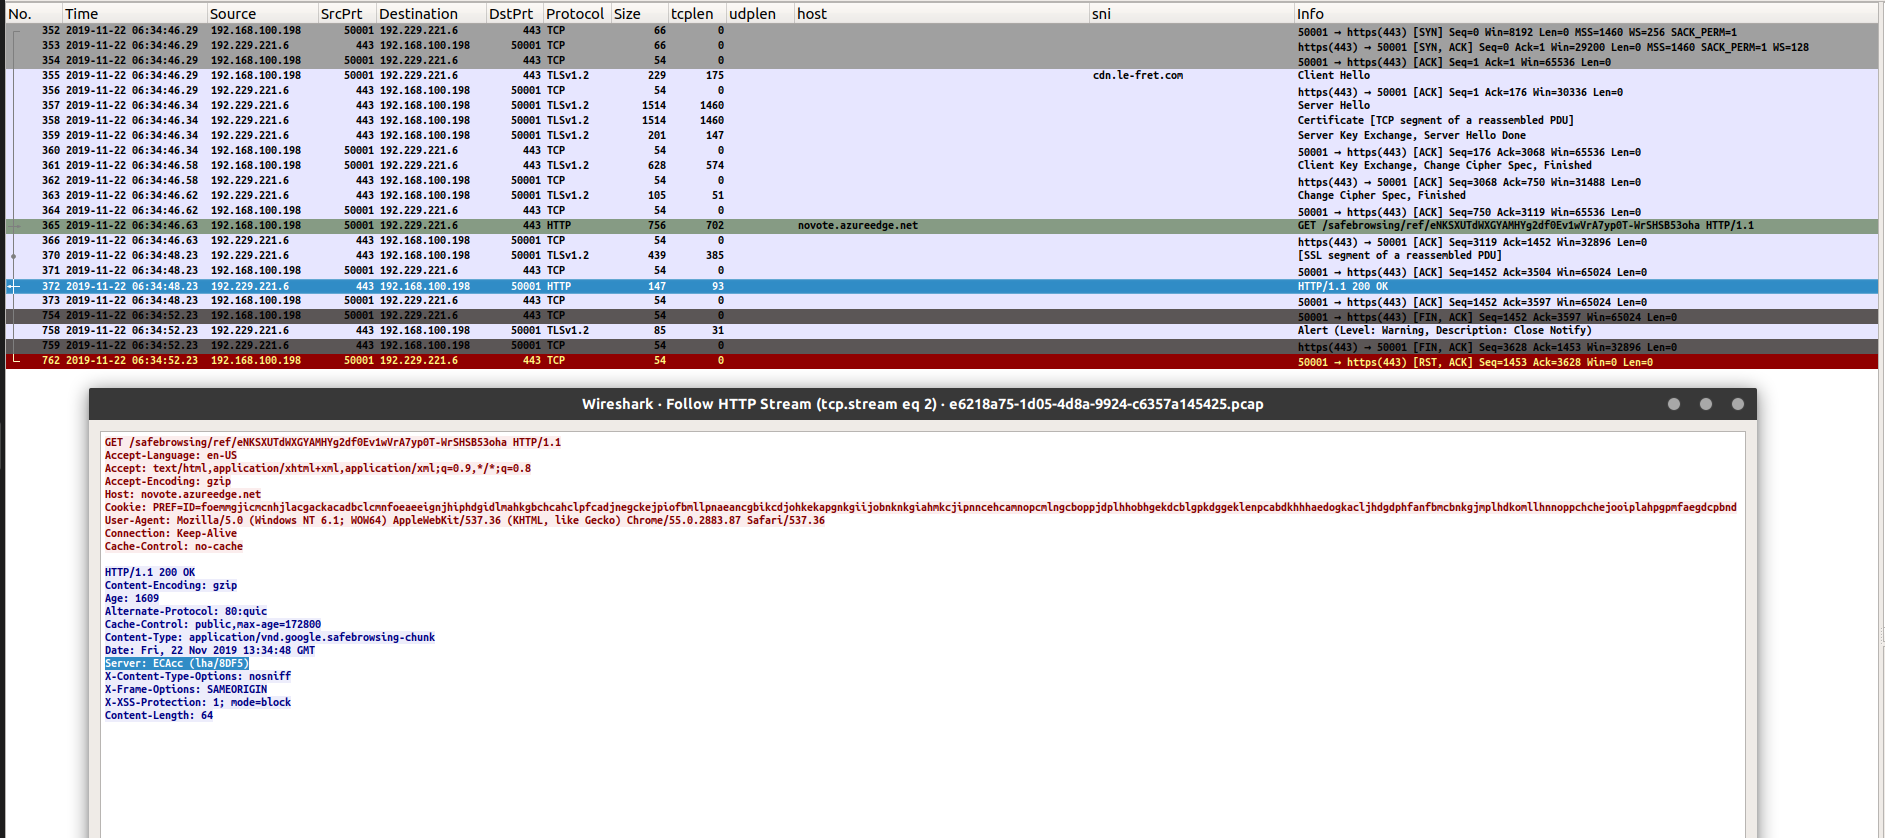 No. Time Source SrcPrt Destination DstPrt Protocol Size tcplen udplen host sni Info
352 2019-11-22 06:34:46.29 192.168.100.198 50001 192.229.221.6 443 TCP 66 0 50001 → https(443) [SYN] Seq=0 Win=8192 Len=0 MSS=1460 WS=256 SACK_PERM=1
353 2019-11-22 06:34:46.29 192.229.221.6 443 192.168.100.198 50001 TCP 66 0 https(443) → 50001 [SYN, ACK] Seq=0 Ack=1 Win=29200 Len=0 MSS=1460 SACK_PERM=1 WS=128
354 2019-11-22 06:34:46.29 192.168.100.198 50001 192.229.221.6 443 TCP 54 0 50001 → https(443) [ACK] Seq=1 Ack=1 Win=65536 Len=0
355 2019-11-22 06:34:46.29 192.168.100.198 50001 192.229.221.6 443 TLSv1.2 229 175 cdn.le-fret.com Client Hello
356 2019-11-22 06:34:46.29 192.229.221.6 443 192.168.100.198 50001 TCP 54 0 https(443) → 50001 [ACK] Seq=1 Ack=176 Win=30336 Len=0
357 2019-11-22 06:34:46.34 192.229.221.6 443 192.168.100.198 50001 TLSv1.2 1514 1460 Server Hello
358 2019-11-22 06:34:46.34 192.229.221.6 443 192.168.100.198 50001 TLSv1.2 1514 1460 Certificate [TCP segment of a reassembled PDU]
359 2019-11-22 06:34:46.34 192.229.221.6 443 192.168.100.198 50001 TLSv1.2 201 147 Server Key Exchange, Server Hello Done
360 2019-11-22 06:34:46.34 192.168.100.198 50001 192.229.221.6 443 TCP 54 0 50001 → https(443) [ACK] Seq=176 Ack=3068 Win=65536 Len=0
361 2019-11-22 06:34:46.58 192.168.100.198 50001 192.229.221.6 443 TLSv1.2 628 574 Client Key Exchange, Change Cipher Spec, Finished
362 2019-11-22 06:34:46.58 192.229.221.6 443 192.168.100.198 50001 TCP 54 0 https(443) → 50001 [ACK] Seq=3068 Ack=750 Win=31488 Len=0
363 2019-11-22 06:34:46.62 192.229.221.6 443 192.168.100.198 50001 TLSv1.2 105 51 Change Cipher Spec, Finished
364 2019-11-22 06:34:46.62 192.168.100.198 50001 192.229.221.6 443 TCP 54 0 50001 → https(443) [ACK] Seq=750 Ack=3119 Win=65536 Len=0
365 2019-11-22 06:34:46.63 192.168.100.198 50001 192.229.221.6 443 HTTP 756 702 novote.azureedge.net GET /safebrowsing/ref/eNKSXUTdWXGYAMHYg2df0Ev1wVrA7yp0T-WrSHSB53oha HTTP/1.1
366 2019-11-22 06:34:46.63 192.229.221.6 443 192.168.100.198 50001 TCP 54 0 https(443) → 50001 [ACK] Seq=3119 Ack=1452 Win=32896 Len=0
370 2019-11-22 06:34:48.23 192.229.221.6 443 192.168.100.198 50001 TLSv1.2 439 385 [SSL segment of a reassembled PDU]
371 2019-11-22 06:34:48.23 192.168.100.198 50001 192.229.221.6 443 TCP 54 0 50001 → https(443) [ACK] Seq=1452 Ack=3504 Win=65024 Len=0
372 2019-11-22 06:34:48.23 192.229.221.6 443 192.168.100.198 50001 HTTP 147 93 HTTP/1.1 200 OK
373 2019-11-22 06:34:48.23 192.168.100.198 50001 192.229.221.6 443 TCP 54 0 50001 → https(443) [ACK] Seq=1452 Ack=3597 Win=65024 Len=0
754 2019-11-22 06:34:52.23 192.168.100.198 50001 192.229.221.6 443 TCP 54 0 50001 → https(443) [FIN, ACK] Seq=1452 Ack=3597 Win=65024 Len=0
758 2019-11-22 06:34:52.23 192.229.221.6 443 192.168.100.198 50001 TLSv1.2 85 31 Alert (Level: Warning, Description: Close Notify)
759 2019-11-22 06:34:52.23 192.229.221.6 443 192.168.100.198 50001 TCP 54 0 https(443) → 50001 [FIN, ACK] Seq=3628 Ack=1453 Win=32896 Len=0
762 2019-11-22 06:34:52.23 192.168.100.198 50001 192.229.221.6 443 TCP 54 0 50001 → https(443) [RST, ACK] Seq=1453 Ack=3628 Win=0 Len=0
Wireshark · Follow HTTP Stream (tcp.stream eq 2) · e6218a75-1d05-4d8a-9924-c6357a145425.pcap
GET /safebrowsing/ref/eNKSXUTdWXGYAMHYg2df0Ev1wVrA7yp0T-WrSHSB53oha HTTP/1.1
Accept-Language: en-US
Accept: text/html,application/xhtml+xml,application/xml;q=0.9,*/*;q=0.8
Accept-Encoding: gzip
Host: novote.azureedge.net
Cookie:
User-Agent: Mozilla/5.0 (Windows NT 6.1; WOW64) AppleWebKit/537.36 (KHTML, like Gecko) Chrome/55.0.2883.87 Safari/537.36
Connection: Keep-Alive
Cache-Control: no-cache
HTTP/1.1 200 OK
Content-Encoding: gzip
Age: 1609
Alternate-Protocol: 80:quic
Cache-Control: public,max-age=172800
Content-Type: application/vnd.google.safebrowsing-chunk
Date: Fri, 22 Nov 2019 13:34:48 GMT
Server: ECAcc (lha/8DF5)
X-Content-Type-Options: nosniff
X-Frame-Options: SAMEORIGIN
X-XSS-Protection: 1; mode=block
Content-Length: 64